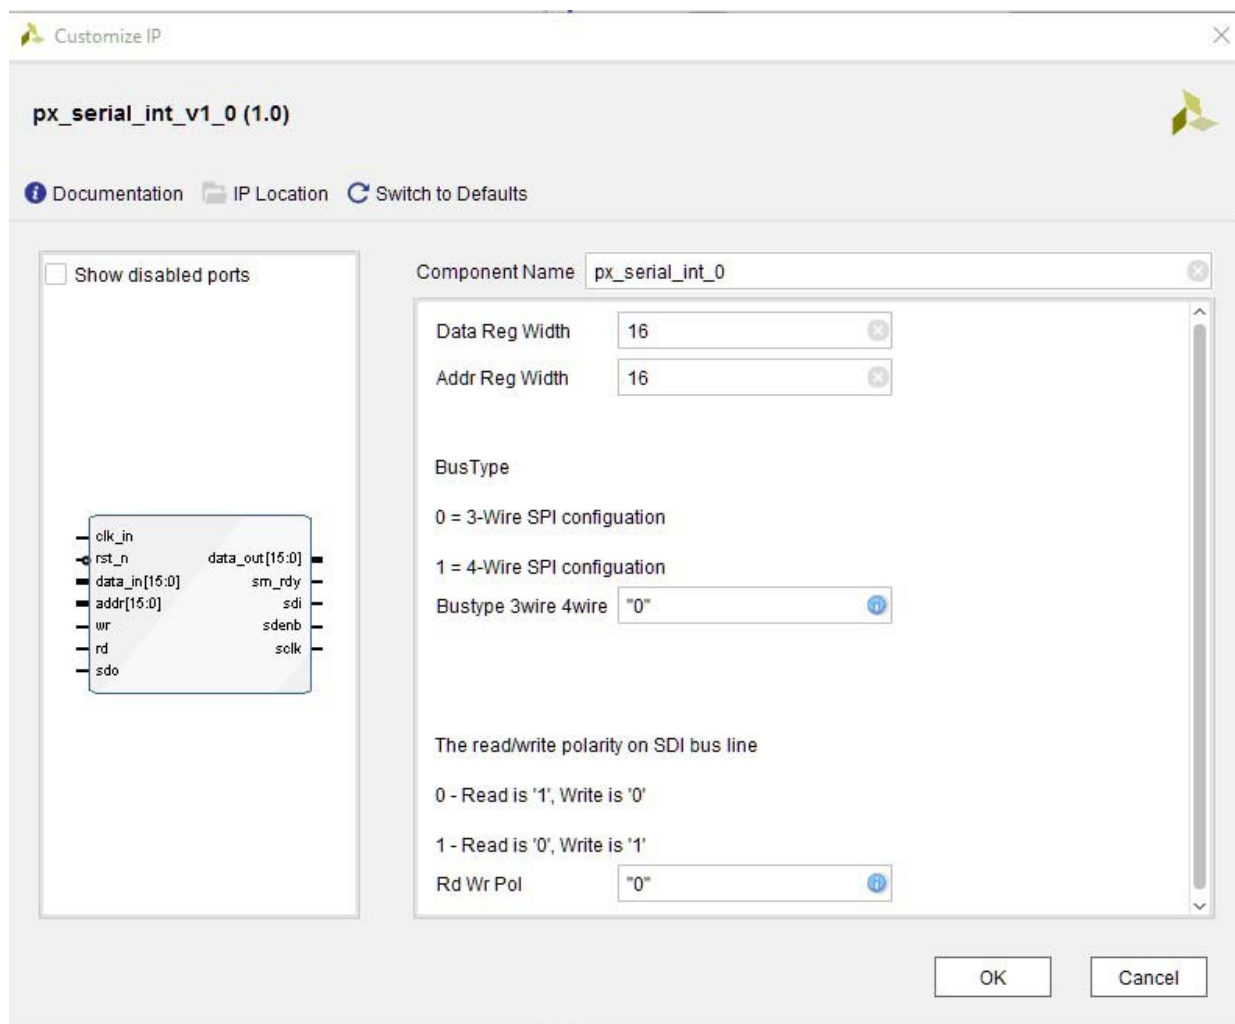 Customize IP
px_serial_int_v1_0 (1.0)
Documentation IP Location Switch to Defaults
Show disabled ports
clk_in
rst_n
data_in[15:0]
addr[15:0]
wr
rd
sdo
data_out[15:0]
sm_rdy
sdi
sdenb
sclk
Component Name px_serial_int_0
Data Reg Width 16
Addr Reg Width 16
BusType
0 = 3-Wire SPI configuation
1 = 4-Wire SPI configuation
Bustype 3wire 4wire "0"
The read/write polarity on SDI bus line
0 - Read is '1', Write is '0'
1 - Read is '0', Write is '1'
Rd Wr Pol "0"
OK Cancel